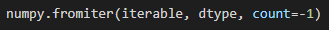 numpy.fromiter(iterable, dtype, count=-1)